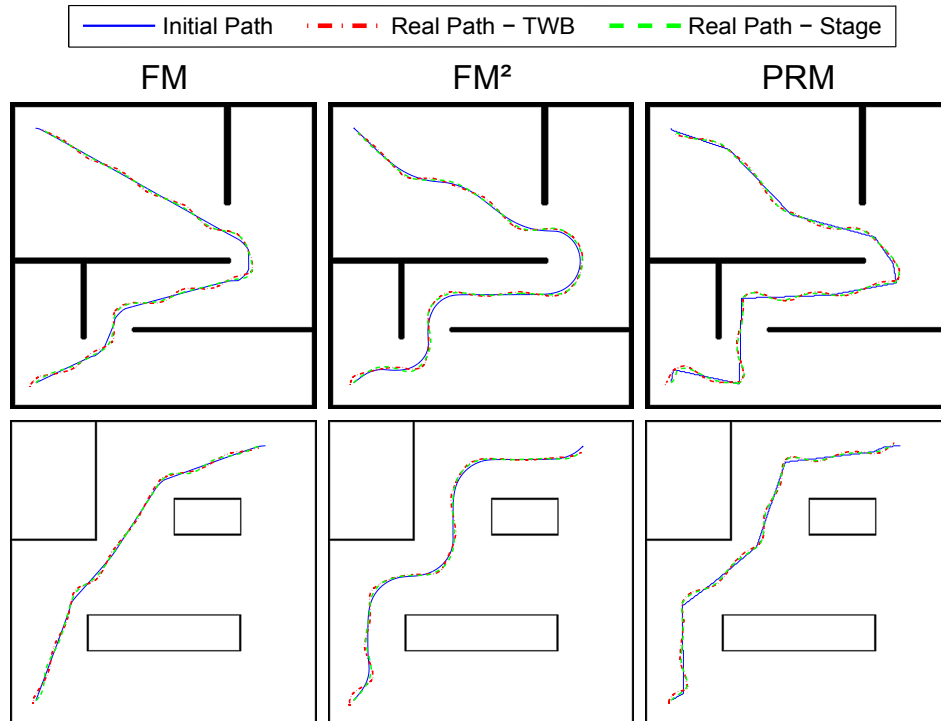 Initial Path Real Path − TWB Real Path − Stage
FM FM² PRM